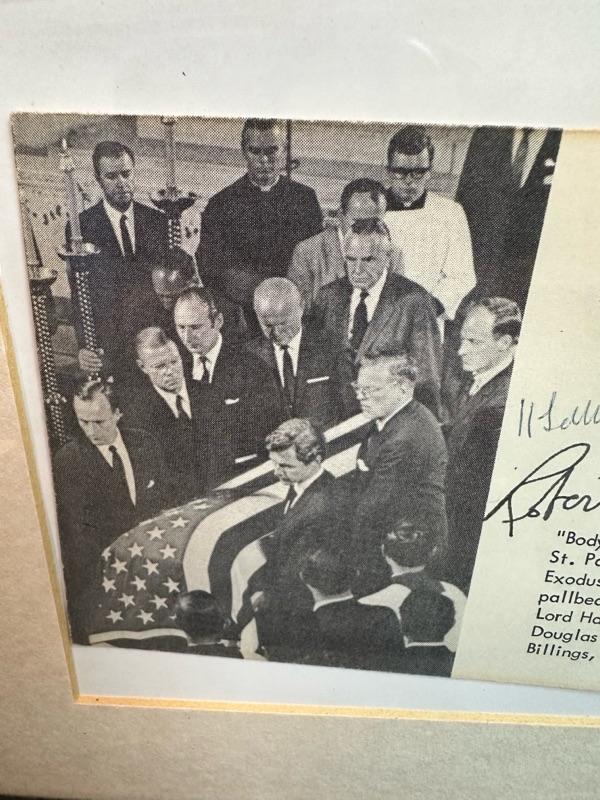 "Body
St. Pa
Exodus
pallbea
Lord Ha
Douglas
Billings,